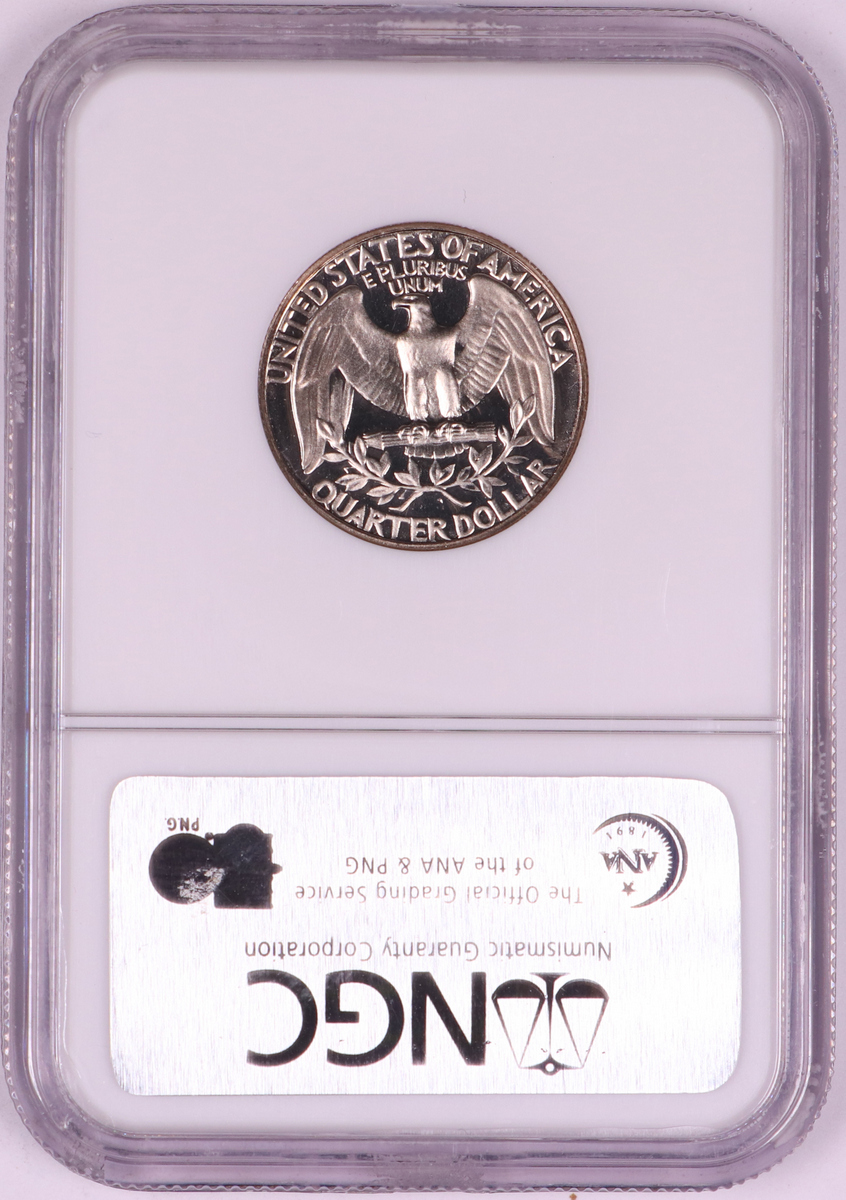 UNITED STATES OF AMERICA
E PLURIBUS
UNUM
QUARTER DOLLAR
NGC
Numismatic Guaranty Corporation
The Official Grading Service
of the ANA & PNG
ANA
1891
PNG